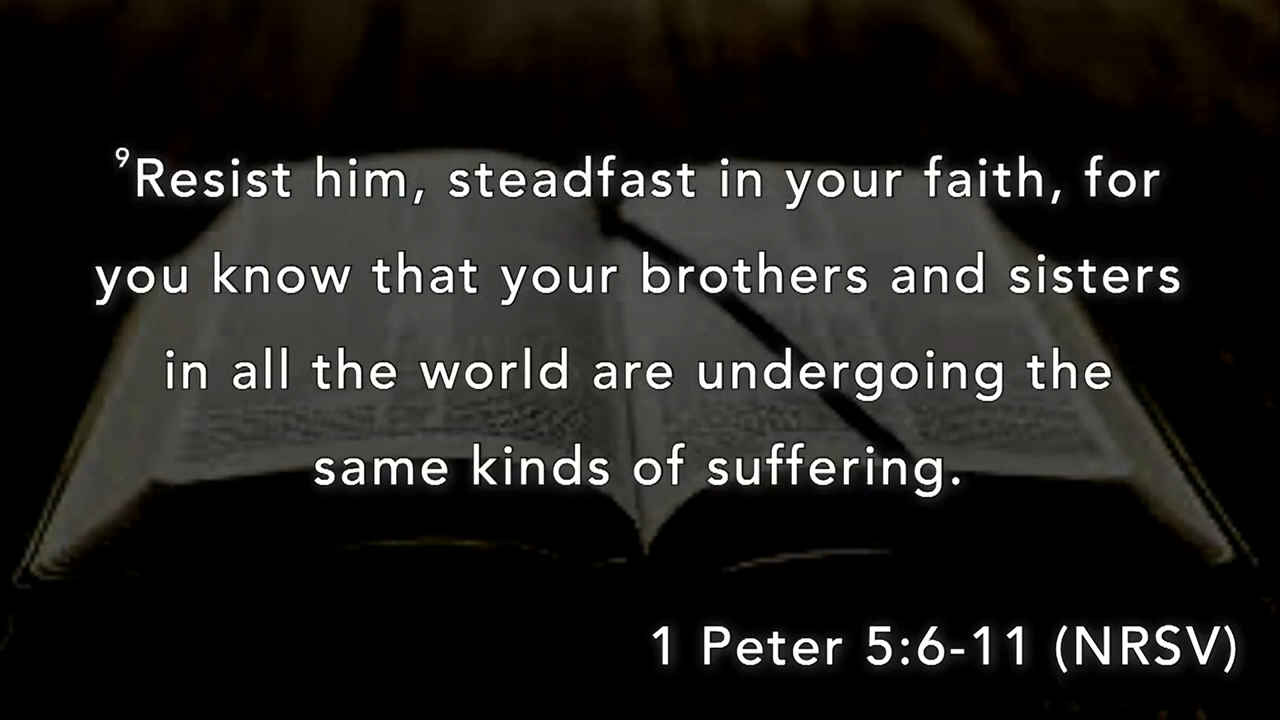 ⁹Resist him, steadfast in your faith, for
you know that your brothers and sisters
in all the world are undergoing the
same kinds of suffering.
1 Peter 5:6-11 (NRSV)